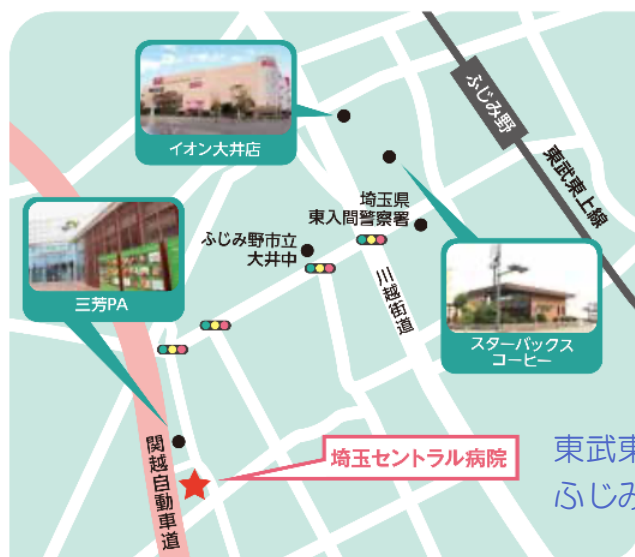 イオン大井店
ふじみ野
東武東上線
埼玉県
東入間警察署
ふじみ野市立
大井中
三芳PA
川越街道
スターバックス
コーヒー
関越自動車道
埼玉セントラル病院
東武東
ふじみ